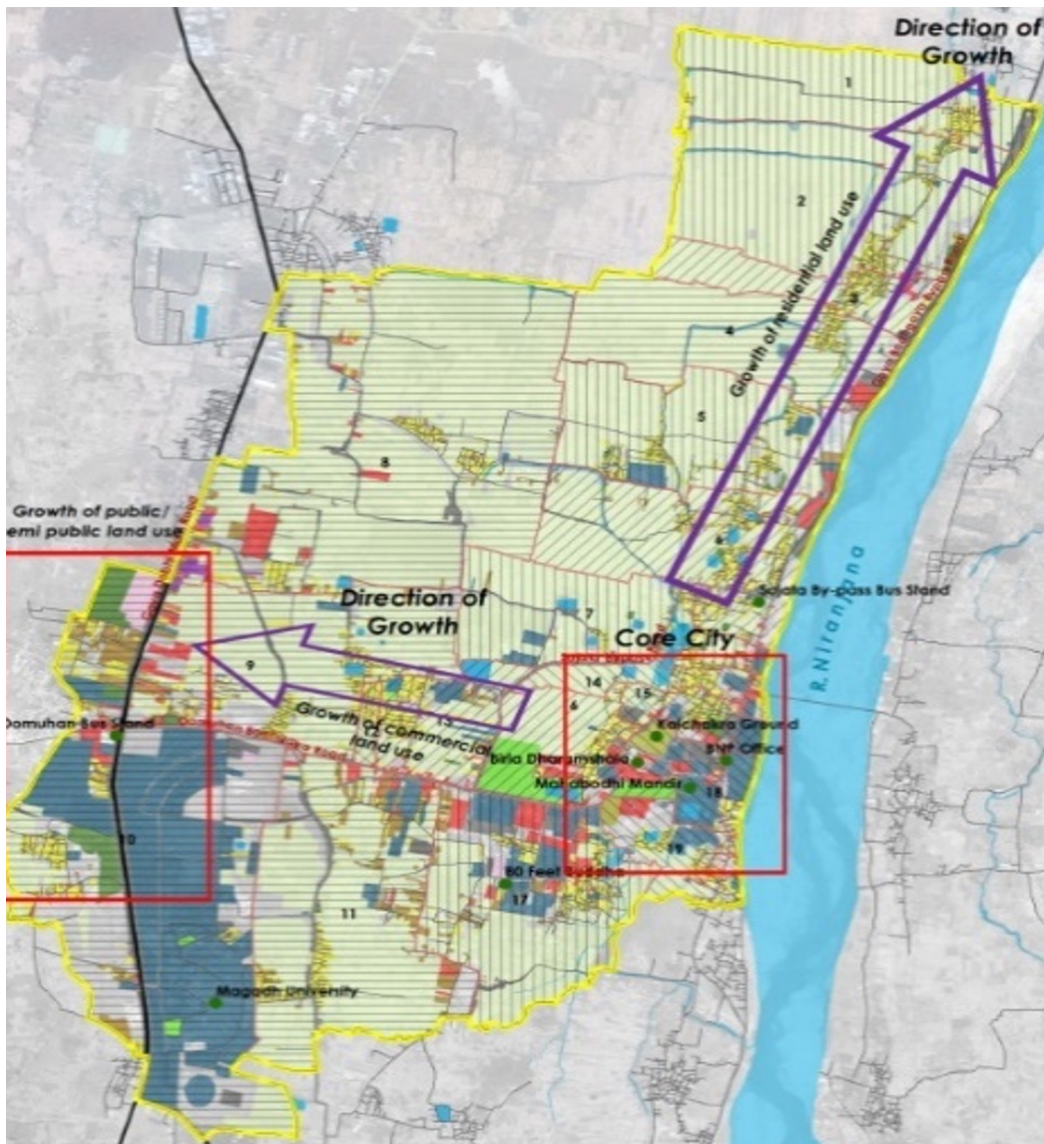 Direction of
Growth
1
2
Growth of residential land use
3
4
5
8
Growth of public/
emi public land use
6
Sujata By-pass Bus Stand
R. Niranjana
7
Direction of
Growth
Core City
9
14
15
6
13
Growth of commercial
land use
12
Domuhan Bus Stand
Kalchakra Ground
Birla Dharamshala
BNP Office
Mahabodhi Mandir
18
10
19
80 Feet Buddha
17
11
Magadh University